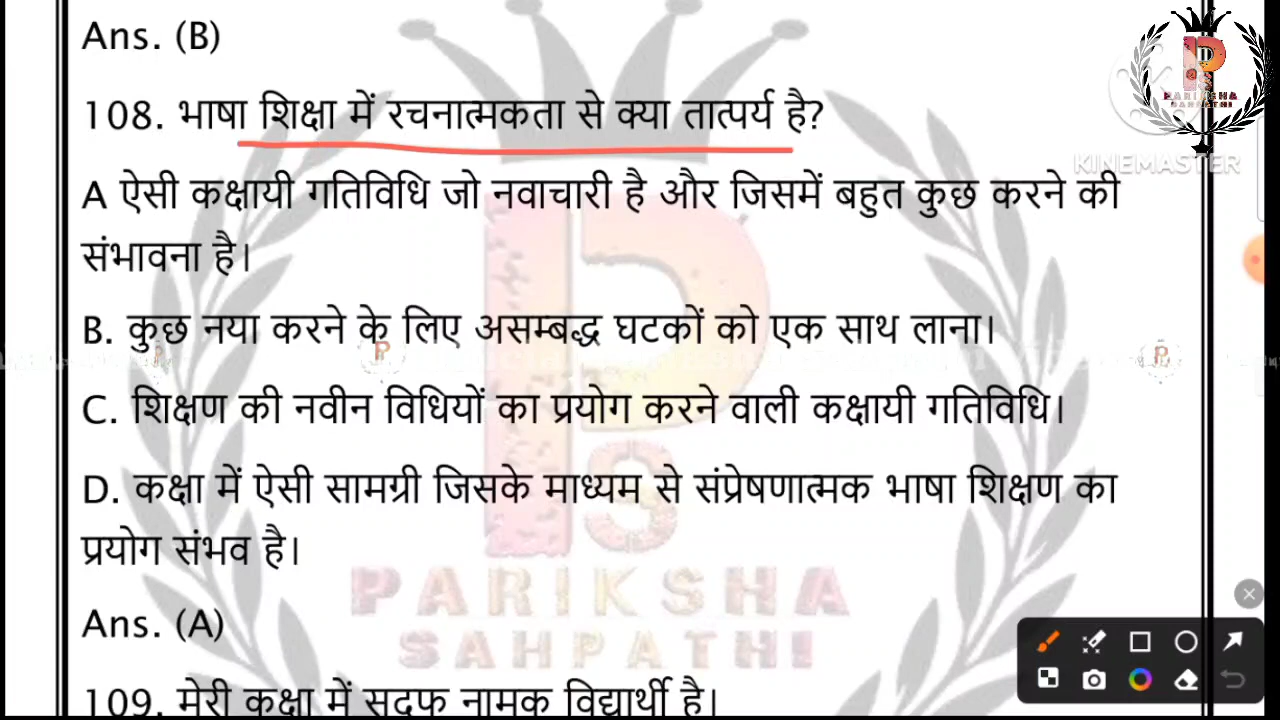 Ans. (B)
108. भाषा शिक्षा में रचनात्मकता से क्या तात्पर्य है?
A ऐसी कक्षायी गतिविधि जो नवाचारी है और जिसमें बहुत कुछ करने की
संभावना है।
B. कुछ नया करने के लिए असम्बद्ध घटकों को एक साथ लाना।
C. शिक्षण की नवीन विधियों का प्रयोग करने वाली कक्षायी गतिविधि।
D. कक्षा में ऐसी सामग्री जिसके माध्यम से संप्रेषणात्मक भाषा शिक्षण का
प्रयोग संभव है।
Ans. (A)
109. मेरी कक्षा में सदफ नामक विद्यार्थी है।
PARIKSHA
SAHPATHI
PARIKSHA
SAHPATHI
KINEMASTER